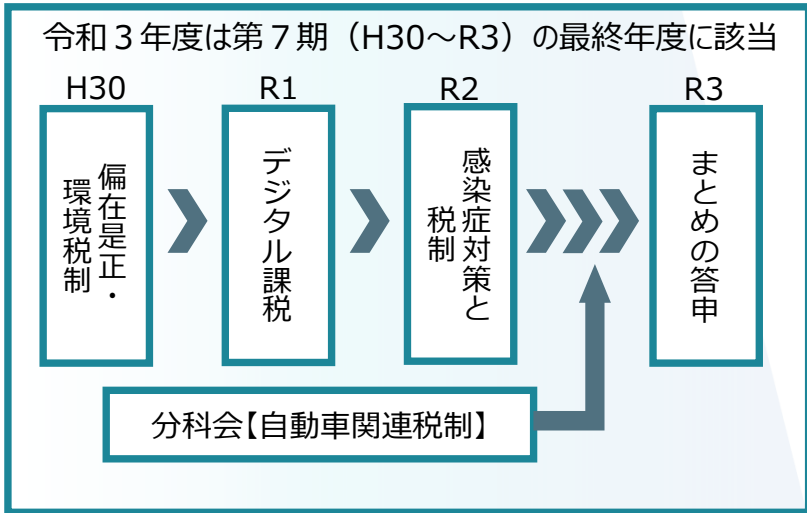 令和３年度は第７期（H30～R3）の最終年度に該当
H30
偏在是正・
環境税制
R1
デジタル課税
R2
感染症対策と
税制
R3
まとめの答申
分科会【自動車関連税制】